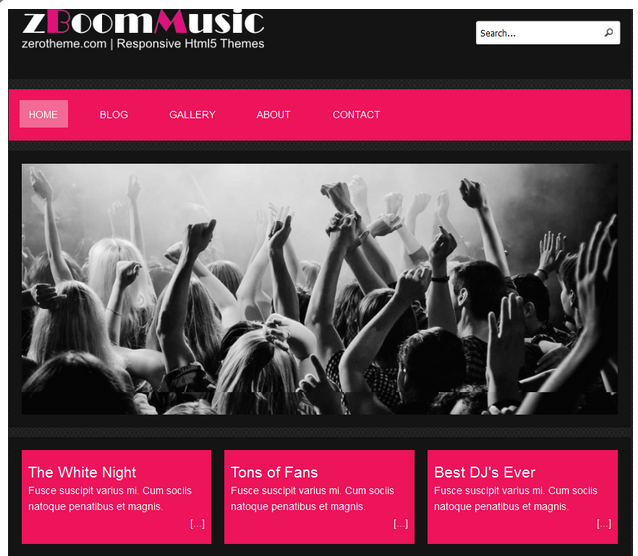 zBoomMusic
zerotheme.com | Responsive Html5 Themes
Search...
HOME BLOG GALLERY ABOUT CONTACT
The White Night
Fusce suscipit varius mi. Cum sociis
natoque penatibus et magnis.
[...]
Tons of Fans
Fusce suscipit varius mi. Cum sociis
natoque penatibus et magnis.
[...]
Best DJ's Ever
Fusce suscipit varius mi. Cum sociis
natoque penatibus et magnis.
[...]